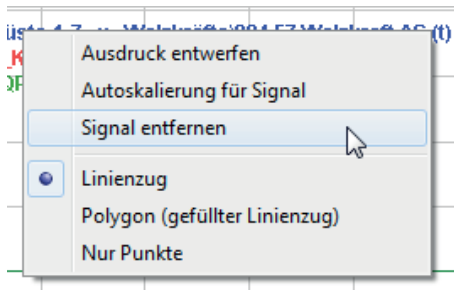 (t)
Ausdruck entwerfen
Autoskalierung für Signal
Signal entfernen
Linienzug
Polygon (gefüllter Linienzug)
Nur Punkte